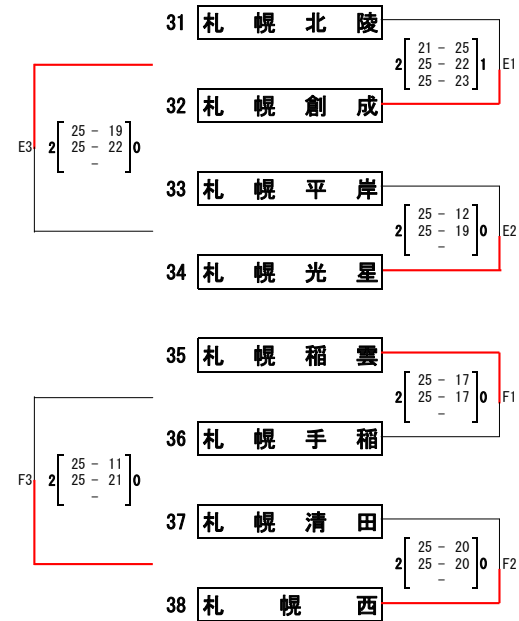 31 札幌北陵
21 - 25
2 25 - 22 1 E1
25 - 23
32 札幌創成
25 - 19
E3 2 25 - 22 0
-
33 札幌平岸
25 - 12
2 25 - 19 0 E2
-
34 札幌光星
35 札幌稲雲
25 - 17
2 25 - 17 0 F1
-
36 札幌手稲
25 - 11
F3 2 25 - 21 0
-
37 札幌清田
25 - 20
2 25 - 20 0 F2
-
38 札幌西